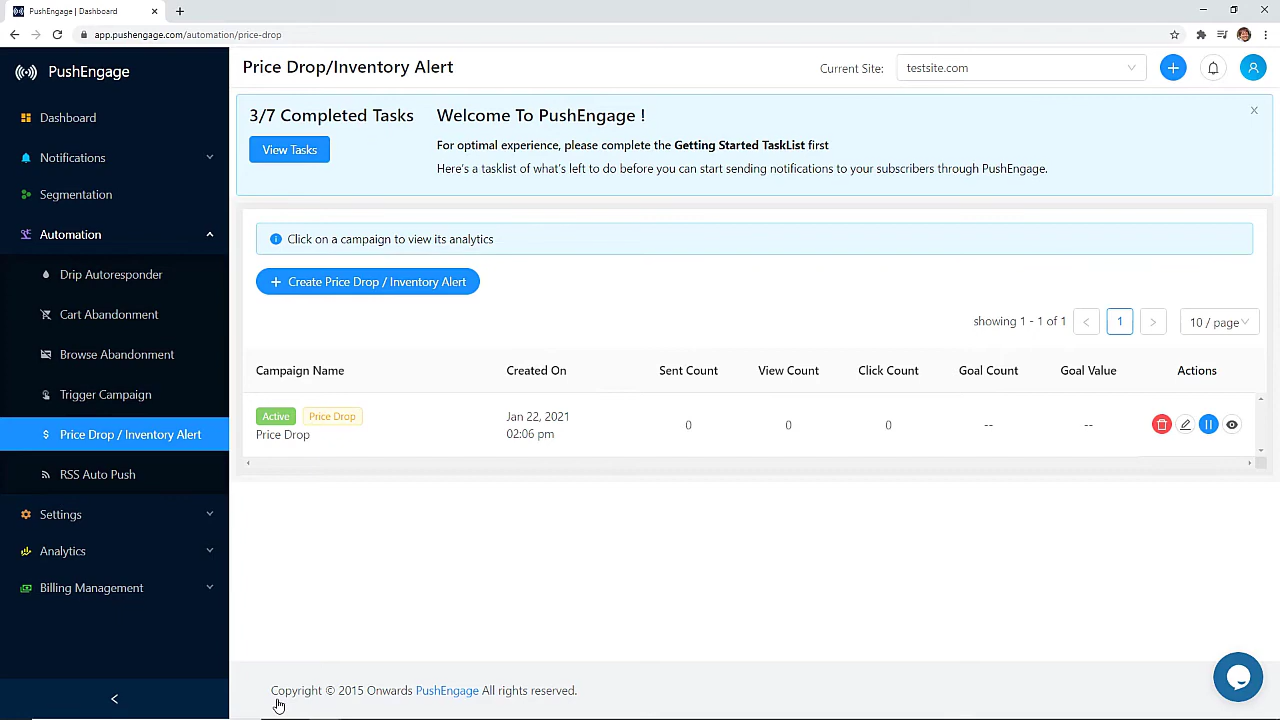 PushEngage | Dashboard
app.pushengage.com/automation/price-drop
PushEngage
Price Drop/Inventory Alert
Current Site:
testsite.com
Dashboard
Notifications
Segmentation
Automation
Drip Autoresponder
Cart Abandonment
Browse Abandonment
Trigger Campaign
Price Drop / Inventory Alert
RSS Auto Push
Settings
Analytics
Billing Management
3/7 Completed Tasks
View Tasks
Welcome To PushEngage !
For optimal experience, please complete the Getting Started TaskList first
Here's a tasklist of what's left to do before you can start sending notifications to your subscribers through PushEngage.
Click on a campaign to view its analytics
+ Create Price Drop / Inventory Alert
showing 1 - 1 of 1
1
10 / page
Campaign Name Created On Sent Count View Count Click Count Goal Count Goal Value Actions
Active Price Drop
Price Drop
Jan 22, 2021
02:06 pm
0 0 0 -- --
Copyright © 2015 Onwards PushEngage All rights reserved.